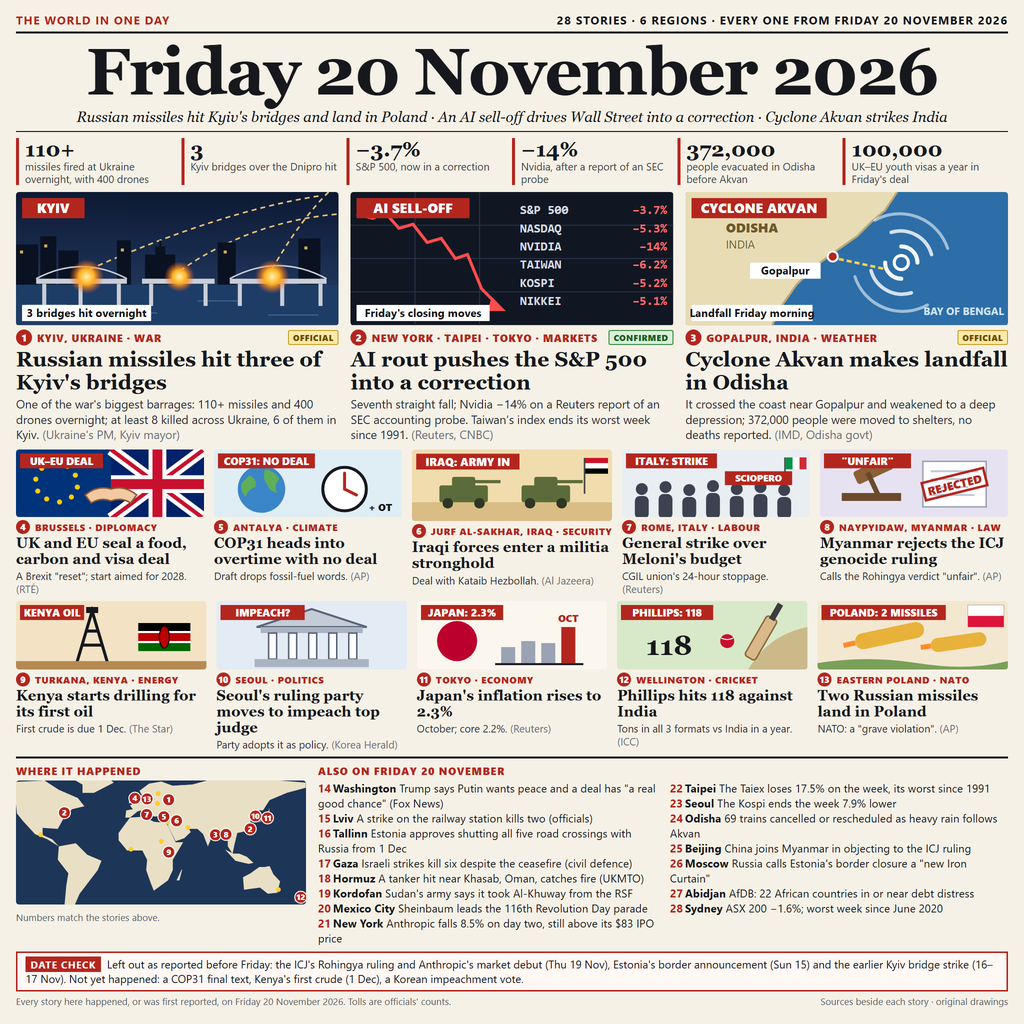 THE WORLD IN ONE DAY
28 STORIES · 6 REGIONS · EVERY ONE FROM FRIDAY 20 NOVEMBER 2026
Friday 20 November 2026
Russian missiles hit Kyiv's bridges and land in Poland · An AI sell-off drives Wall Street into a correction · Cyclone Akvan strikes India
110+
missiles fired at Ukraine
overnight, with 400 drones
3
Kyiv bridges over the Dnipro hit
−3.7%
S&P 500, now in a correction
−14%
Nvidia, after a report of an SEC
probe
372,000
people evacuated in Odisha
before Akvan
100,000
UK–EU youth visas a year in
Friday's deal
KYIV
3 bridges hit overnight
AI SELL-OFF
S&P 500 −3.7%
NASDAQ −5.3%
NVIDIA −14%
TAIWAN −6.2%
KOSPI −5.2%
NIKKEI −5.1%
Friday's closing moves
CYCLONE AKVAN
ODISHA
INDIA
Gopalpur
Landfall Friday morning
BAY OF BENGAL
1 KYIV, UKRAINE · WAR
OFFICIAL
Russian missiles hit three of
Kyiv's bridges
One of the war's biggest barrages: 110+ missiles and 400
drones overnight; at least 8 killed across Ukraine, 6 of them in
Kyiv. (Ukraine's PM, Kyiv mayor)
2 NEW YORK · TAIPEI · TOKYO · MARKETS
CONFIRMED
AI rout pushes the S&P 500
into a correction
Seventh straight fall; Nvidia −14% on a Reuters report of an
SEC accounting probe. Taiwan's index ends its worst week
since 1991. (Reuters, CNBC)
3 GOPALPUR, INDIA · WEATHER
OFFICIAL
Cyclone Akvan makes landfall
in Odisha
It crossed the coast near Gopalpur and weakened to a deep
depression; 372,000 people were moved to shelters, no
deaths reported. (IMD, Odisha govt)
UK–EU DEAL
4 BRUSSELS · DIPLOMACY
UK and EU seal a food,
carbon and visa deal
A Brexit "reset"; start aimed for 2028.
(RTÉ)
COP31: NO DEAL
+ OT
5 ANTALYA · CLIMATE
COP31 heads into
overtime with no deal
Draft drops fossil-fuel words. (AP)
IRAQ: ARMY IN
6 JURF AL-SAKHAR, IRAQ · SECURITY
Iraqi forces enter a militia
stronghold
Deal with Kataib Hezbollah. (Al Jazeera)
ITALY: STRIKE
SCIOPERO
7 ROME, ITALY · LABOUR
General strike over
Meloni's budget
CGIL union's 24-hour stoppage.
(Reuters)
"UNFAIR"
REJECTED
8 NAYPYIDAW, MYANMAR · LAW
Myanmar rejects the ICJ
genocide ruling
Calls the Rohingya verdict "unfair". (AP)
KENYA OIL
9 TURKANA, KENYA · ENERGY
Kenya starts drilling for
its first oil
First crude is due 1 Dec. (The Star)
IMPEACH?
10 SEOUL · POLITICS
Seoul's ruling party
moves to impeach top
judge
Party adopts it as policy. (Korea Herald)
JAPAN: 2.3%
OCT
11 TOKYO · ECONOMY
Japan's inflation rises to
2.3%
October; core 2.2%. (Reuters)
PHILLIPS: 118
118
12 WELLINGTON · CRICKET
Phillips hits 118 against
India
Tons in all 3 formats vs India in a year.
(ICC)
POLAND: 2 MISSILES
13 EASTERN POLAND · NATO
Two Russian missiles
land in Poland
NATO: a "grave violation". (AP)
WHERE IT HAPPENED
2 4 13 1 7 5 6 9 3 8 2 10 11 12
Numbers match the stories above.
ALSO ON FRIDAY 20 NOVEMBER
14 Washington Trump says Putin wants peace and a deal has "a real
good chance" (Fox News)
15 Lviv A strike on the railway station kills two (officials)
16 Tallinn Estonia approves shutting all five road crossings with
Russia from 1 Dec
17 Gaza Israeli strikes kill six despite the ceasefire (civil defence)
18 Hormuz A tanker hit near Khasab, Oman, catches fire (UKMTO)
19 Kordofan Sudan's army says it took Al-Khuway from the RSF
20 Mexico City Sheinbaum leads the 116th Revolution Day parade
21 New York Anthropic falls 8.5% on day two, still above its $83 IPO
price
22 Taipei The Taiex loses 17.5% on the week, its worst since 1991
23 Seoul The Kospi ends the week 7.9% lower
24 Odisha 69 trains cancelled or rescheduled as heavy rain follows
Akvan
25 Beijing China joins Myanmar in objecting to the ICJ ruling
26 Moscow Russia calls Estonia's border closure a "new Iron
Curtain"
27 Abidjan AfDB: 22 African countries in or near debt distress
28 Sydney ASX 200 −1.6%; worst week since June 2020
DATE CHECK Left out as reported before Friday: the ICJ's Rohingya ruling and Anthropic's market debut (Thu 19 Nov), Estonia's border announcement (Sun 15) and the earlier Kyiv bridge strike (16–
17 Nov). Not yet happened: a COP31 final text, Kenya's first crude (1 Dec), a Korean impeachment vote.
Every story here happened, or was first reported, on Friday 20 November 2026. Tolls are officials' counts.
Sources beside each story · original drawings